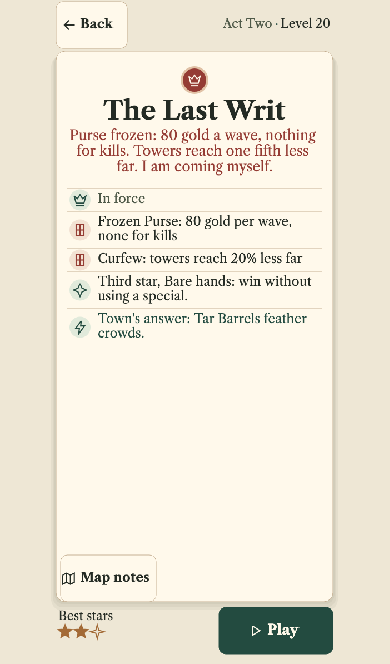 Back
Act Two · Level 20
The Last Writ
Purse frozen: 80 gold a wave, nothing
for kills. Towers reach one fifth less
far. I am coming myself.
In force
Frozen Purse: 80 gold per wave,
none for kills
Curfew: towers reach 20% less far
Third star, Bare hands: win without
using a special.
Town's answer: Tar Barrels feather
crowds.
Map notes
Best stars
Play